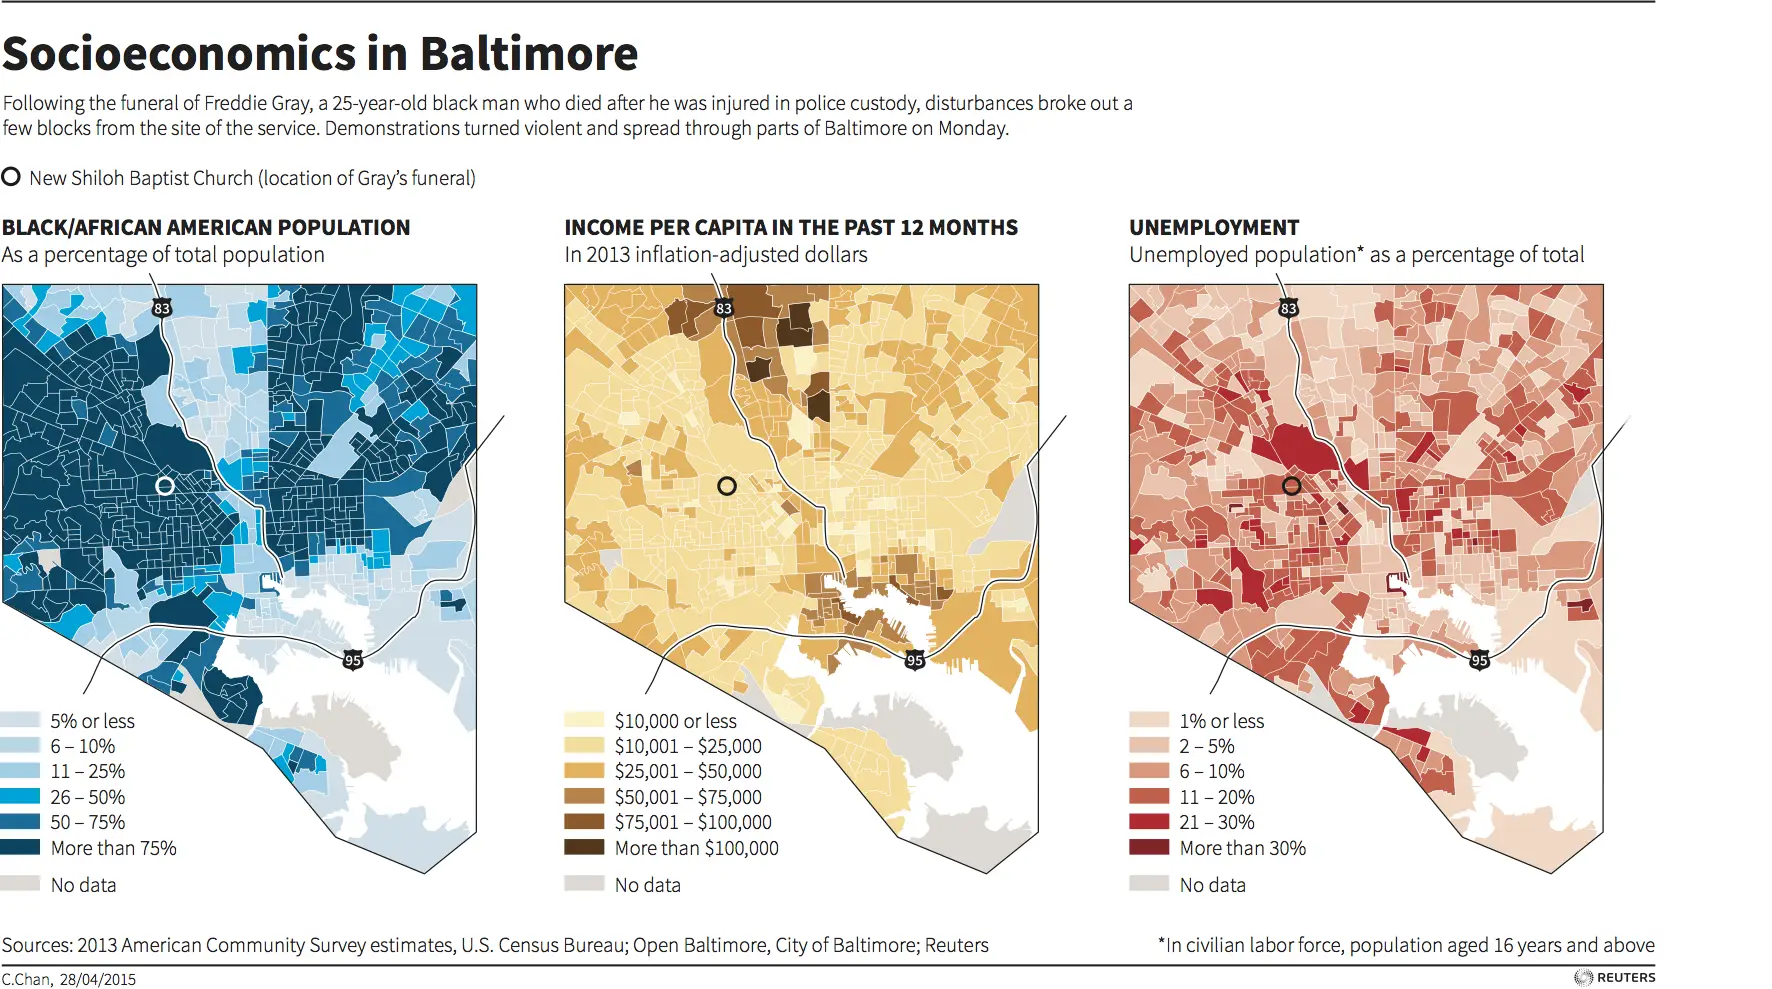 Socioeconomics in Baltimore
Following the funeral of Freddie Gray, a 25-year-old black man who died after he was injured in police custody, disturbances broke out a
few blocks from the site of the service. Demonstrations turned violent and spread through parts of Baltimore on Monday.
New Shiloh Baptist Church (location of Gray's funeral)
BLACK/AFRICAN AMERICAN POPULATION
As a percentage of total population
83
95
5% or less
6 – 10%
11 – 25%
26 – 50%
50 – 75%
More than 75%
No data
INCOME PER CAPITA IN THE PAST 12 MONTHS
In 2013 inflation-adjusted dollars
83
95
$10,000 or less
$10,001 – $25,000
$25,001 – $50,000
$50,001 – $75,000
$75,001 – $100,000
More than $100,000
No data
UNEMPLOYMENT
Unemployed population* as a percentage of total
83
95
1% or less
2 – 5%
6 – 10%
11 – 20%
21 – 30%
More than 30%
No data
Sources: 2013 American Community Survey estimates, U.S. Census Bureau; Open Baltimore, City of Baltimore; Reuters
*In civilian labor force, population aged 16 years and above
C.Chan, 28/04/2015
REUTERS